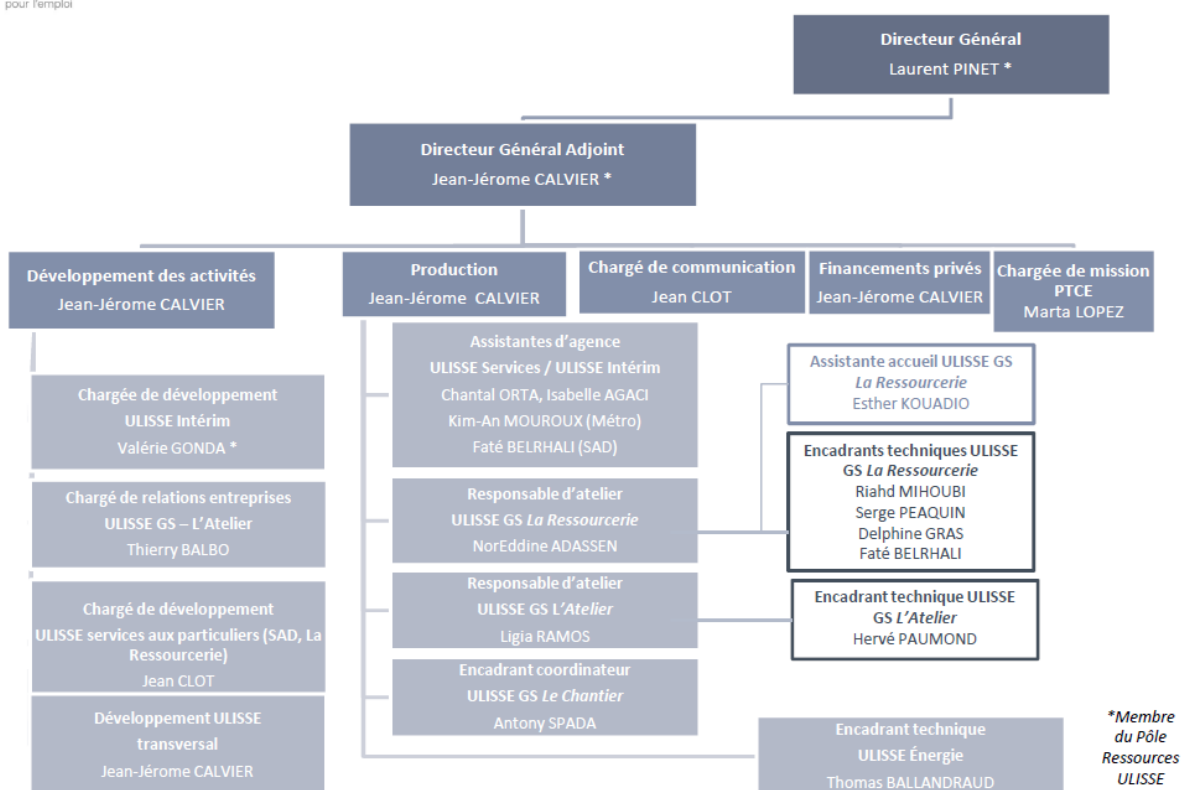 pour l'emploi
Directeur Général
Laurent PINET *
Directeur Général Adjoint
Jean-Jérome CALVIER *
Développement des activités
Jean-Jérome CALVIER
Production
Jean-Jérome CALVIER
Chargé de communication
Jean CLOT
Financements privés
Jean-Jérome CALVIER
Chargée de mission
PTCE
Marta LOPEZ
Chargée de développement
ULISSE Intérim
Valérie GONDA *
Chargé de relations entreprises
ULISSE GS – L'Atelier
Thierry BALBO
Chargé de développement
ULISSE services aux particuliers (SAD, La
Ressourcerie)
Jean CLOT
Développement ULISSE
transversal
Jean-Jérome CALVIER
Assistantes d'agence
ULISSE Services / ULISSE Intérim
Chantal ORTA, Isabelle AGACI
Kim-An MOUROUX (Métro)
Faté BELRHALI (SAD)
Responsable d'atelier
ULISSE GS La Ressourcerie
NorEddine ADASSEN
Responsable d'atelier
ULISSE GS L'Atelier
Ligia RAMOS
Encadrant coordinateur
ULISSE GS Le Chantier
Antony SPADA
Assistante accueil ULISSE GS
La Ressourcerie
Esther KOUADIO
Encadrants techniques ULISSE
GS La Ressourcerie
Riahd MIHOUBI
Serge PEAQUIN
Delphine GRAS
Faté BELRHALI
Encadrant technique ULISSE
GS L'Atelier
Hervé PAUMOND
Encadrant technique
ULISSE Énergie
Thomas BALLANDRAUD
*Membre
du Pôle
Ressources
ULISSE